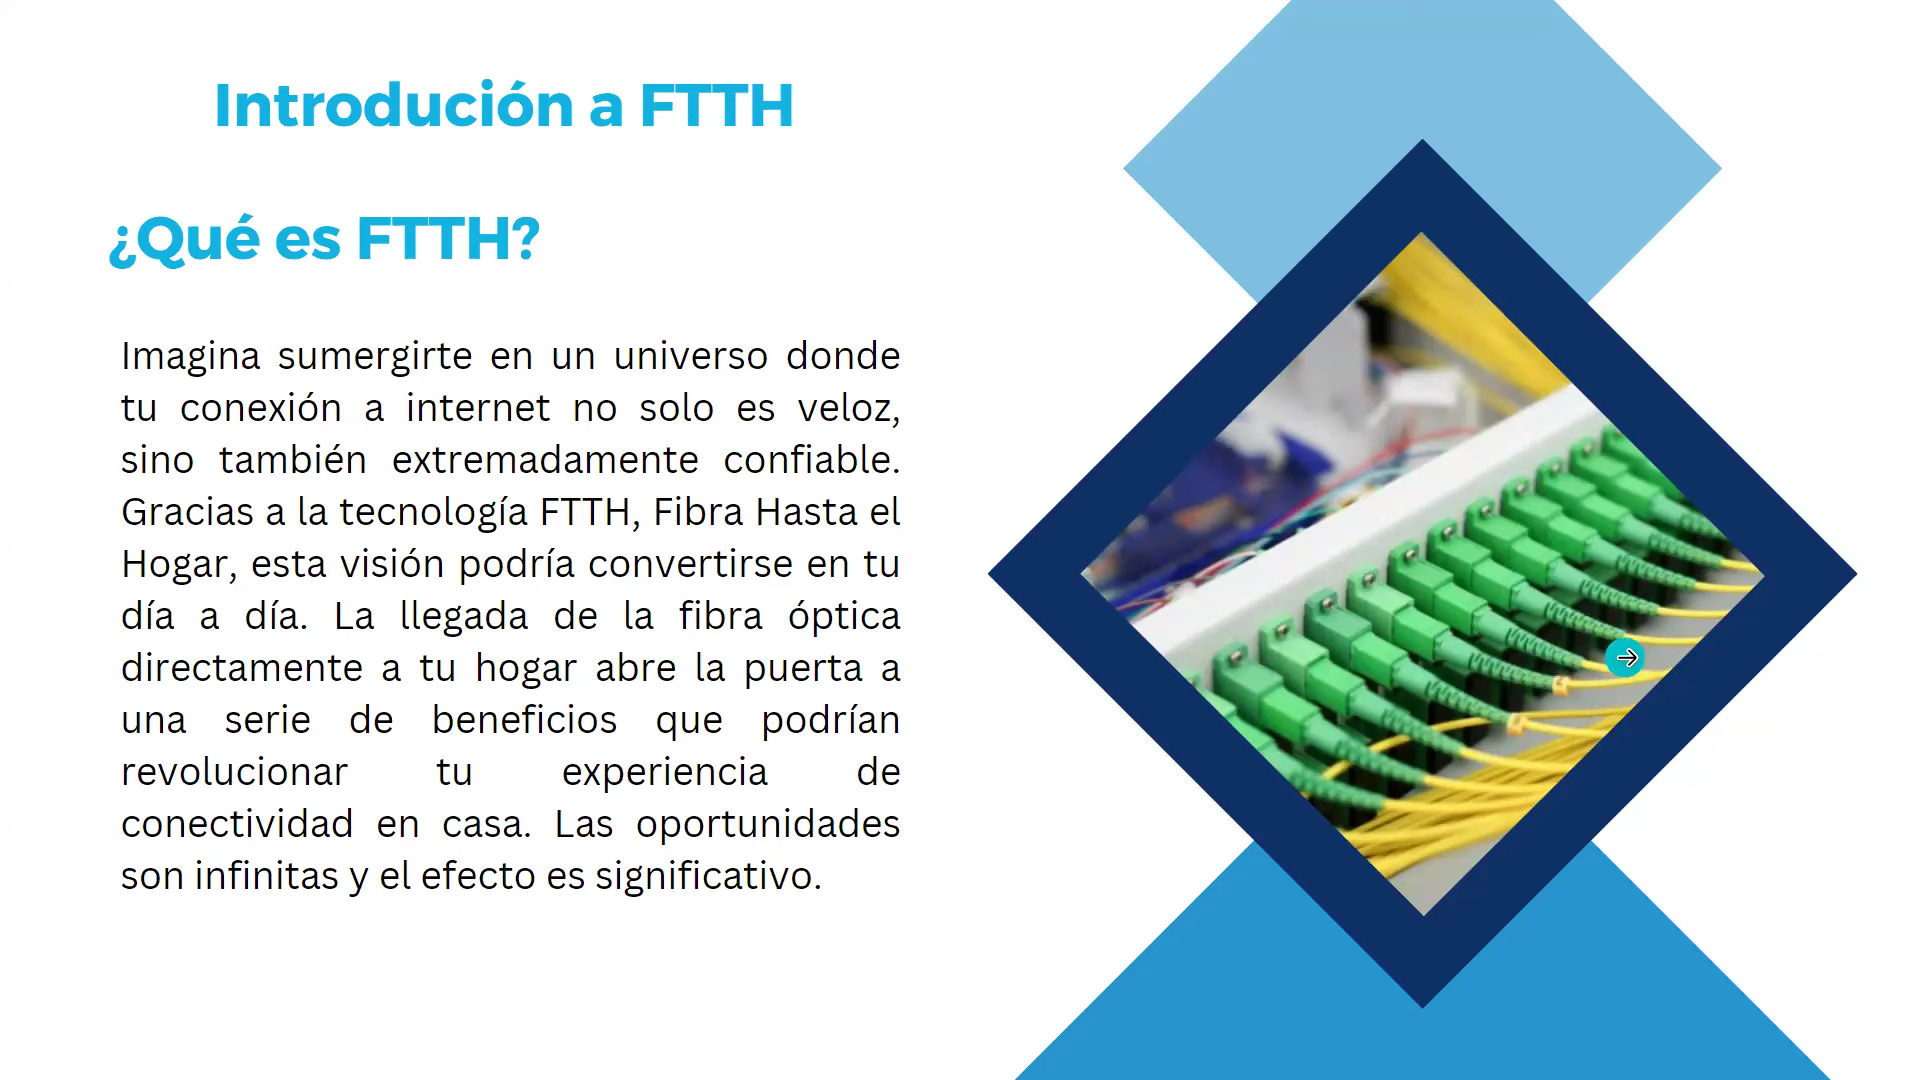 Introdución a FTTH
¿Qué es FTTH?
Imagina sumergirte en un universo donde
tu conexión a internet no solo es veloz,
sino también extremadamente confiable.
Gracias a la tecnología FTTH, Fibra Hasta el
Hogar, esta visión podría convertirse en tu
día a día. La llegada de la fibra óptica
directamente a tu hogar abre la puerta a
una serie de beneficios que podrían
revolucionar tu experiencia de
conectividad en casa. Las oportunidades
son infinitas y el efecto es significativo.